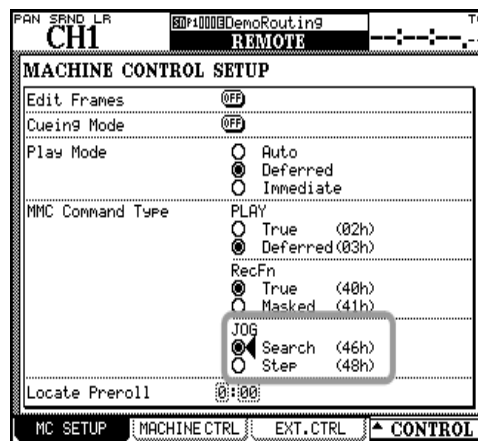 PAN SRND LR
CH1
DemoRouting
REMOTE
--:--:--.
MACHINE CONTROL SETUP
Edit Frames OFF
Cueing Mode OFF
Play Mode
Auto
Deferred
Immediate
MMC Command Type
PLAY
True (02h)
Deferred(03h)
RecFn
True (40h)
Masked (41h)
JOG
Search (46h)
Step (48h)
Locate Preroll 0:00
MC SETUP MACHINE CTRL EXT.CTRL CONTROL